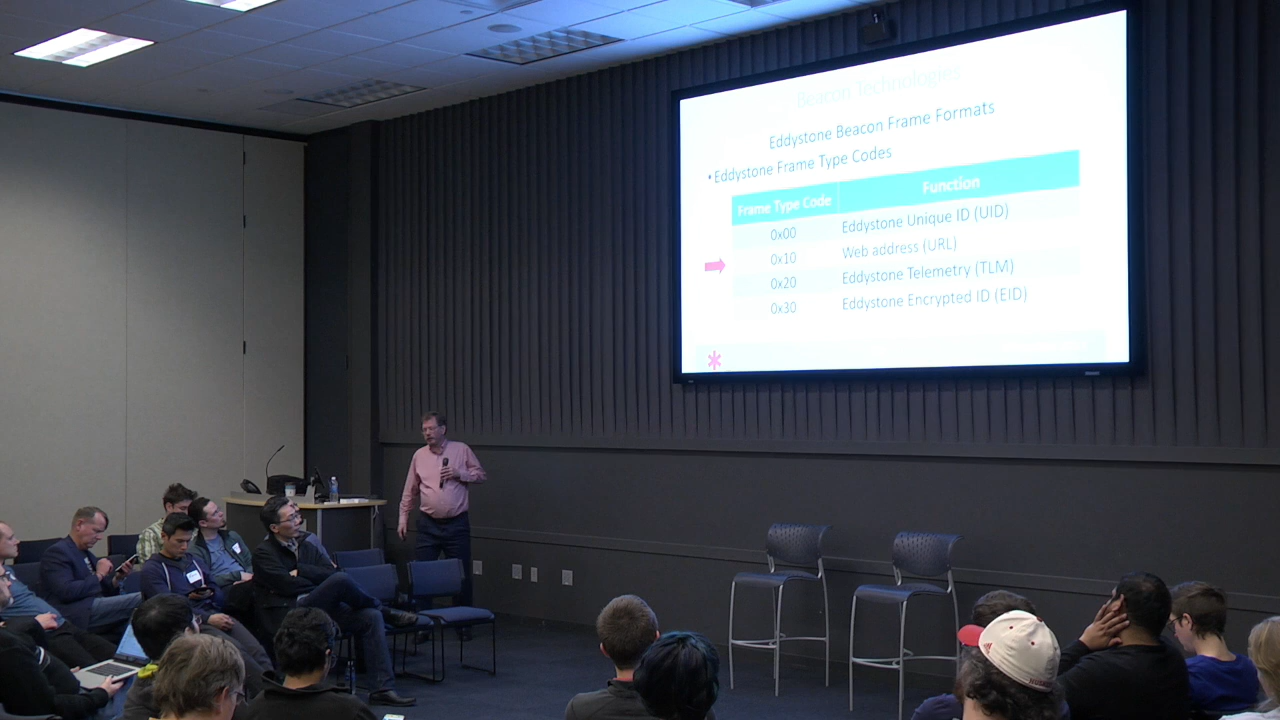 Beacon Technologies
Eddystone Beacon Frame Formats
•Eddystone Frame Type Codes
Frame Type Code Function
0x00 Eddystone Unique ID (UID)
0x10 Web address (URL)
0x20 Eddystone Telemetry (TLM)
0x30 Eddystone Encrypted ID (EID)